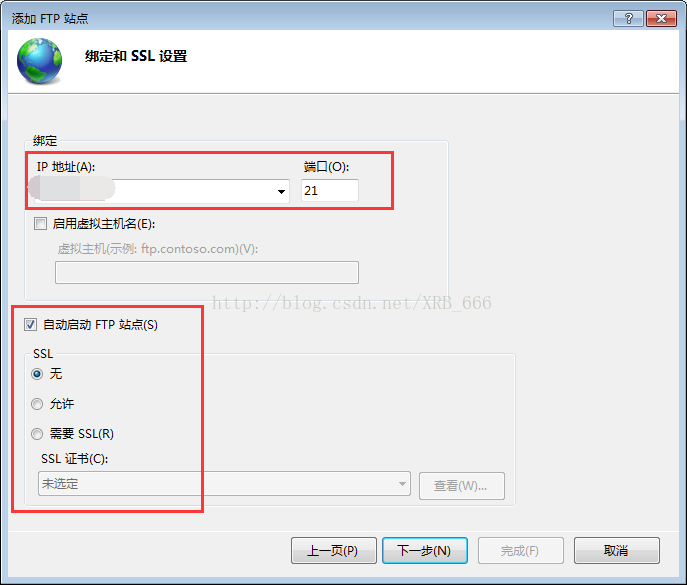 添加 FTP 站点
绑定和 SSL 设置
绑定
IP 地址(A): 端口(O):
21
启用虚拟主机名(E):
虚拟主机(示例: ftp.contoso.com)(V):
http://blog.csdn.net/XRB_666
自动启动 FTP 站点(S)
SSL
无
允许
需要 SSL(R)
SSL 证书(C):
未选定 查看(W)...
上一页(P) 下一步(N) 完成(F) 取消